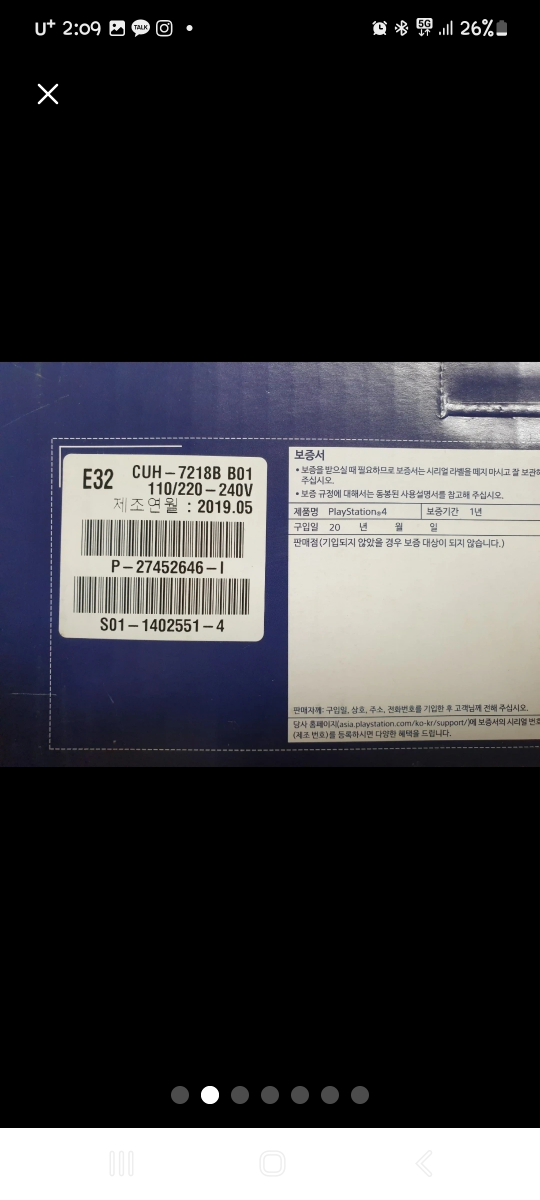 U+ 2:09 TALK 5G 26%
E32 CUH-7218B B01
110/220-240V
제조연월 : 2019.05
P-27452646-I
S01-1402551-4
보증서
• 보증을 받으실 때 필요하므로 보증서는 시리얼 라벨을 떼지 마시고 잘 보관하
주십시오.
• 보증 규정에 대해서는 동봉된 사용설명서를 참고해 주십시오.
제품명 PlayStation®4 보증기간 1년
구입일 20 년 월 일
판매점(기입되지 않았을 경우 보증 대상이 되지 않습니다.)
판매자께: 구입일, 상호, 주소, 전화번호를 기입한 후 고객님께 전해 주십시오.
당사 홈페이지(asia.playstation.com/ko-kr/support/)에 보증서의 시리얼 번호
(제조 번호)를 등록하시면 다양한 혜택을 드립니다.